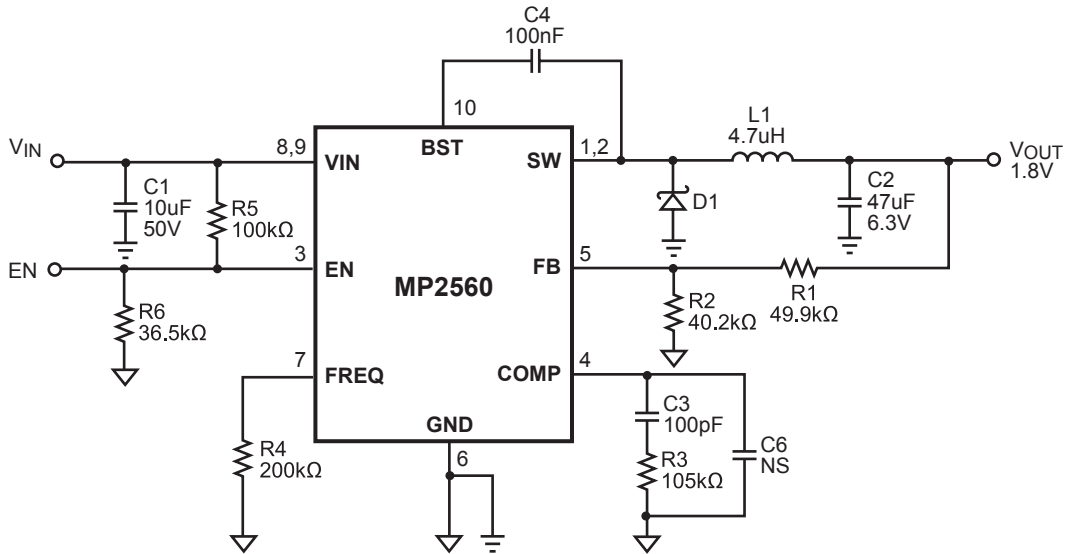 C4
100nF
10
BST
VIN
8,9
VIN
SW
1,2
L1
4.7uH
VOUT
1.8V
C1
10uF
50V
R5
100kΩ
D1
C2
47uF
6.3V
EN
3
EN
MP2560
FB
5
R1
49.9kΩ
R6
36.5kΩ
R2
40.2kΩ
7
FREQ
COMP
4
R4
200kΩ
GND
6
C3
100pF
R3
105kΩ
C6
NS